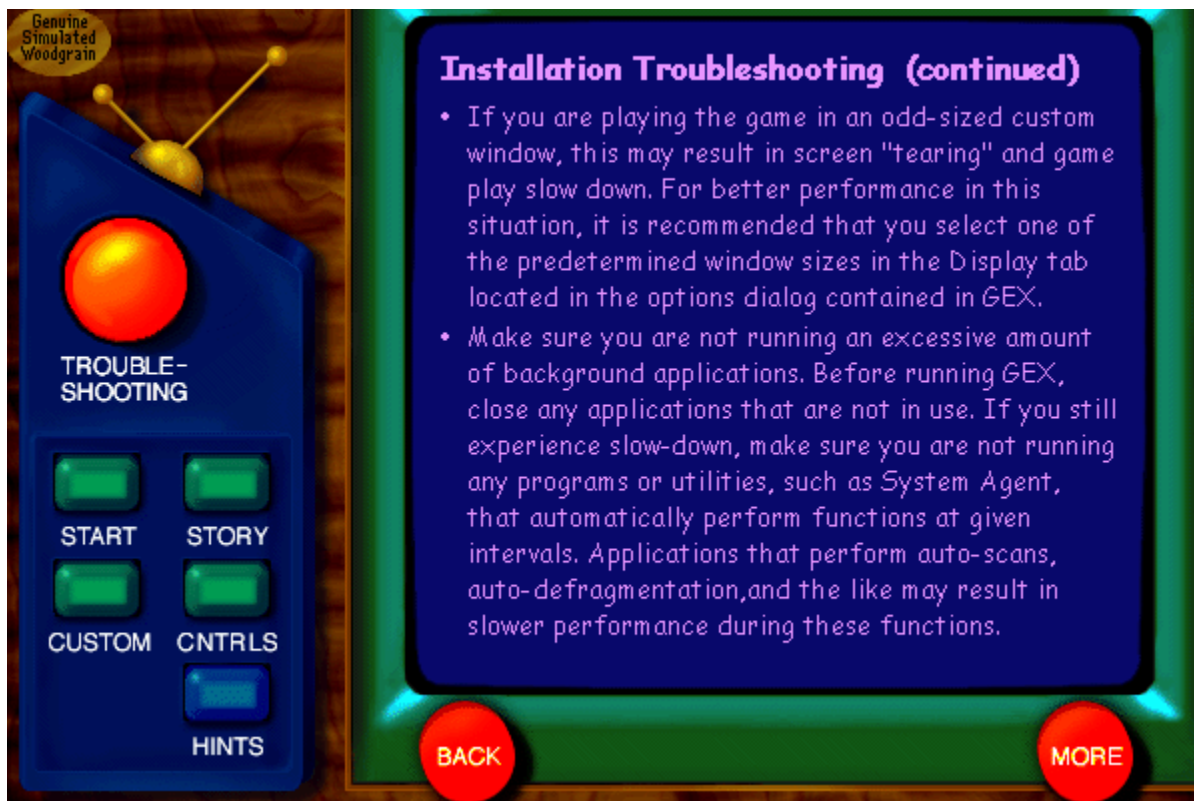 Genuine
Simulated
Woodgrain
TROUBLE-
SHOOTING
START
STORY
CUSTOM
CNTRLS
HINTS
Installation Troubleshooting (continued)
• If you are playing the game in an odd-sized custom
window, this may result in screen "tearing" and game
play slow down. For better performance in this
situation, it is recommended that you select one of
the predetermined window sizes in the Display tab
located in the options dialog contained in GEX.
• Make sure you are not running an excessive amount
of background applications. Before running GEX,
close any applications that are not in use. If you still
experience slow-down, make sure you are not running
any programs or utilities, such as System Agent,
that automatically perform functions at given
intervals. Applications that perform auto-scans,
auto-defragmentation,and the like may result in
slower performance during these functions.
BACK
MORE